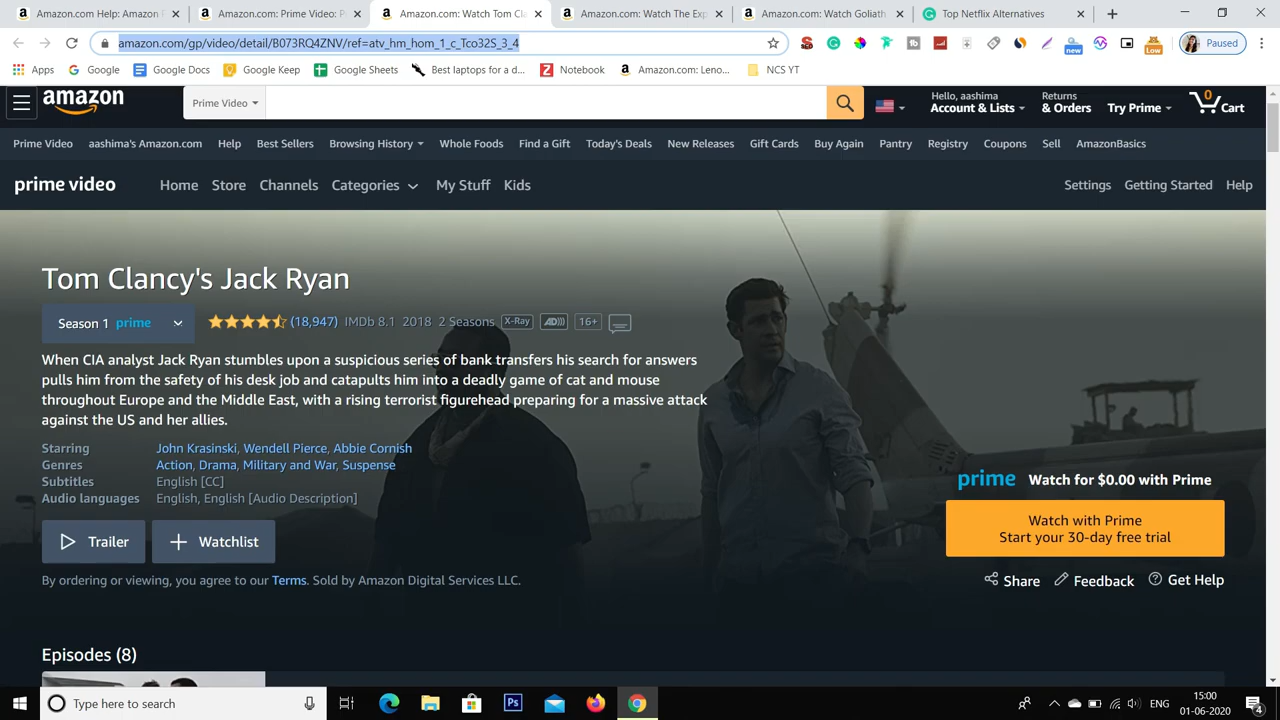 Amazon.com Help: Amazon F
Amazon.com: Prime Video: P
Amazon.com: Watch Tom Cl
Amazon.com: Watch The Exp
Amazon.com: Watch Goliath
Top Netflix Alternatives
amazon.com/gp/video/detail/B073RQ4ZNV/ref=atv_hm_hom_1_c_Tco32S_3_4
new
Low
Paused
Apps
Google
Google Docs
Google Keep
Google Sheets
Best laptops for a d...
Notebook
Amazon.com: Leno...
NCS YT
amazon
Prime Video
Hello, aashima
Account & Lists
Returns
& Orders
Try Prime
0
Cart
Prime Video
aashima's Amazon.com
Help
Best Sellers
Browsing History
Whole Foods
Find a Gift
Today's Deals
New Releases
Gift Cards
Buy Again
Pantry
Registry
Coupons
Sell
AmazonBasics
prime video
Home
Store
Channels
Categories
My Stuff
Kids
Settings
Getting Started
Help
Tom Clancy's Jack Ryan
Season 1 prime
(18,947) IMDb 8.1 2018 2 Seasons X-Ray AD))) 16+
When CIA analyst Jack Ryan stumbles upon a suspicious series of bank transfers his search for answers
pulls him from the safety of his desk job and catapults him into a deadly game of cat and mouse
throughout Europe and the Middle East, with a rising terrorist figurehead preparing for a massive attack
against the US and her allies.
Starring John Krasinski, Wendell Pierce, Abbie Cornish
Genres Action, Drama, Military and War, Suspense
Subtitles English [CC]
Audio languages English, English [Audio Description]
prime Watch for $0.00 with Prime
Watch with Prime
Start your 30-day free trial
Trailer
Watchlist
By ordering or viewing, you agree to our Terms. Sold by Amazon Digital Services LLC.
Share
Feedback
Get Help
Episodes (8)
Type here to search
Ps
ENG
15:00
01-06-2020
4